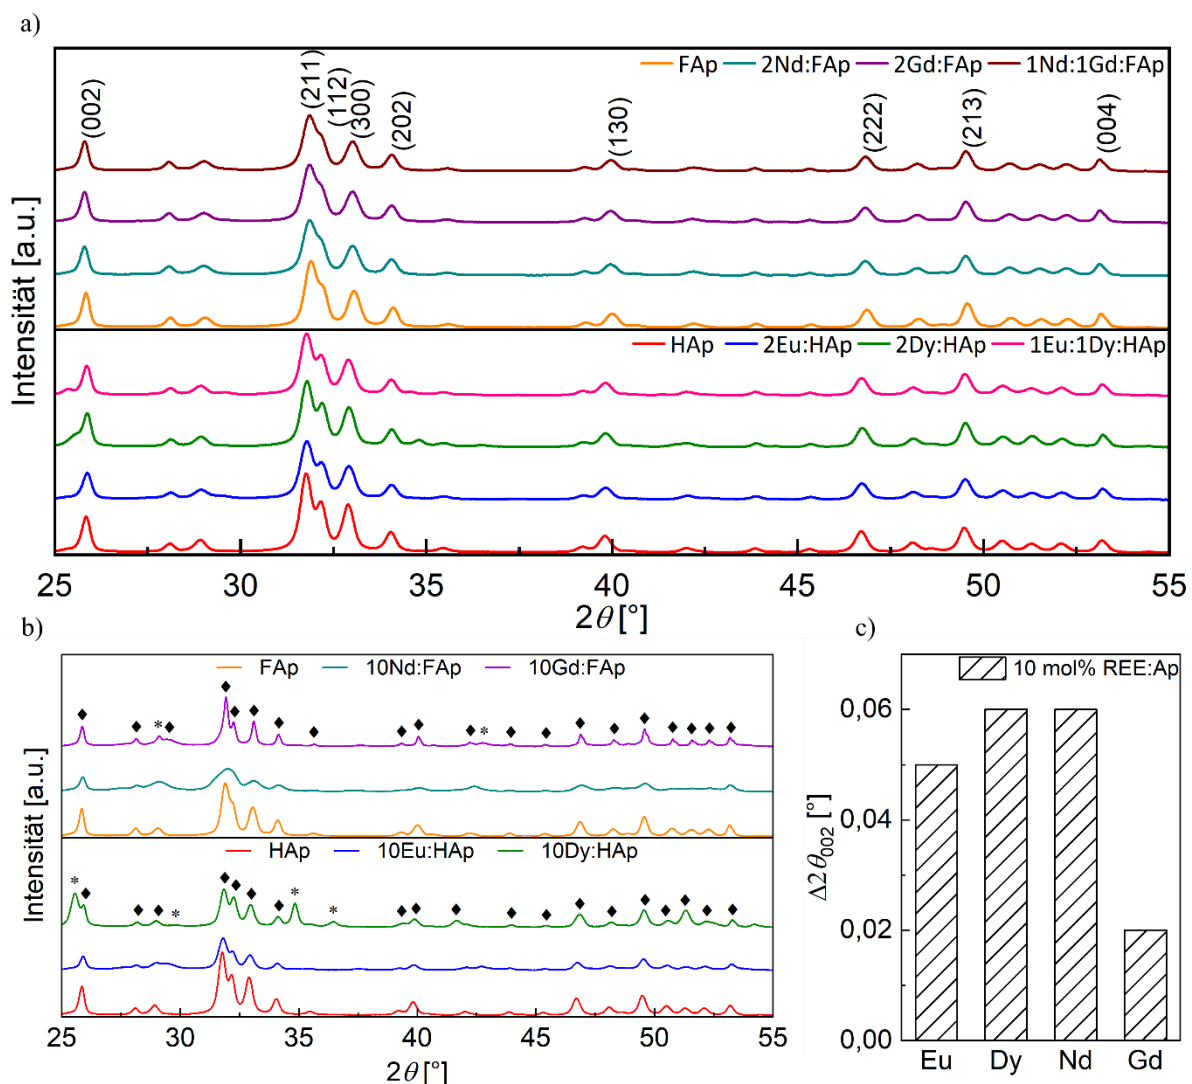 a)
FAp 2Nd:FAp 2Gd:FAp 1Nd:1Gd:FAp
(002) (211) (112) (300) (202) (130) (222) (213) (004)
Intensität [a.u.]
HAp 2Eu:HAp 2Dy:HAp 1Eu:1Dy:HAp
25 30 35 40 45 50 55
2θ [°]
b)
FAp 10Nd:FAp 10Gd:FAp
* *
Intensität [a.u.]
HAp 10Eu:HAp 10Dy:HAp
* * * *
25 30 35 40 45 50 55
2θ [°]
c)
10 mol% REE:Ap
0,06
0,04
0,02
0,00
Δ2θ002 [°]
Eu Dy Nd Gd